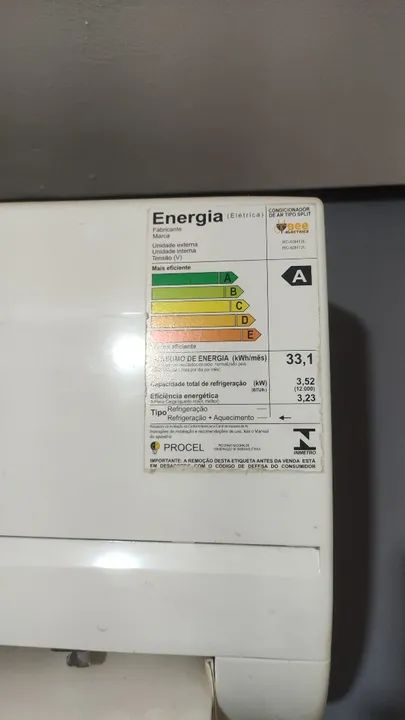 Energia (Elétrica)
CONDICIONADOR
DE AR TIPO SPLIT
Fabricante
Marca
gee
ELECTRICA
Unidade externa
Unidade interna
Tensão (V)
Mais eficiente
A
B
C
D
E
A
eficiente
DE ENERGIA (kWh/mês)
33,1
Capacidade total de refrigeração (kW)
3,52
(12.000)
Eficiência energética
3,23
Tipo
Refrigeração
Refrigeração + Aquecimento
PROCEL
INMETRO
IMPORTANTE: A REMOÇÃO DESTA ETIQUETA ANTES DA VENDA ESTÁ
EM DESACORDO COM O CÓDIGO DE DEFESA DO CONSUMIDOR